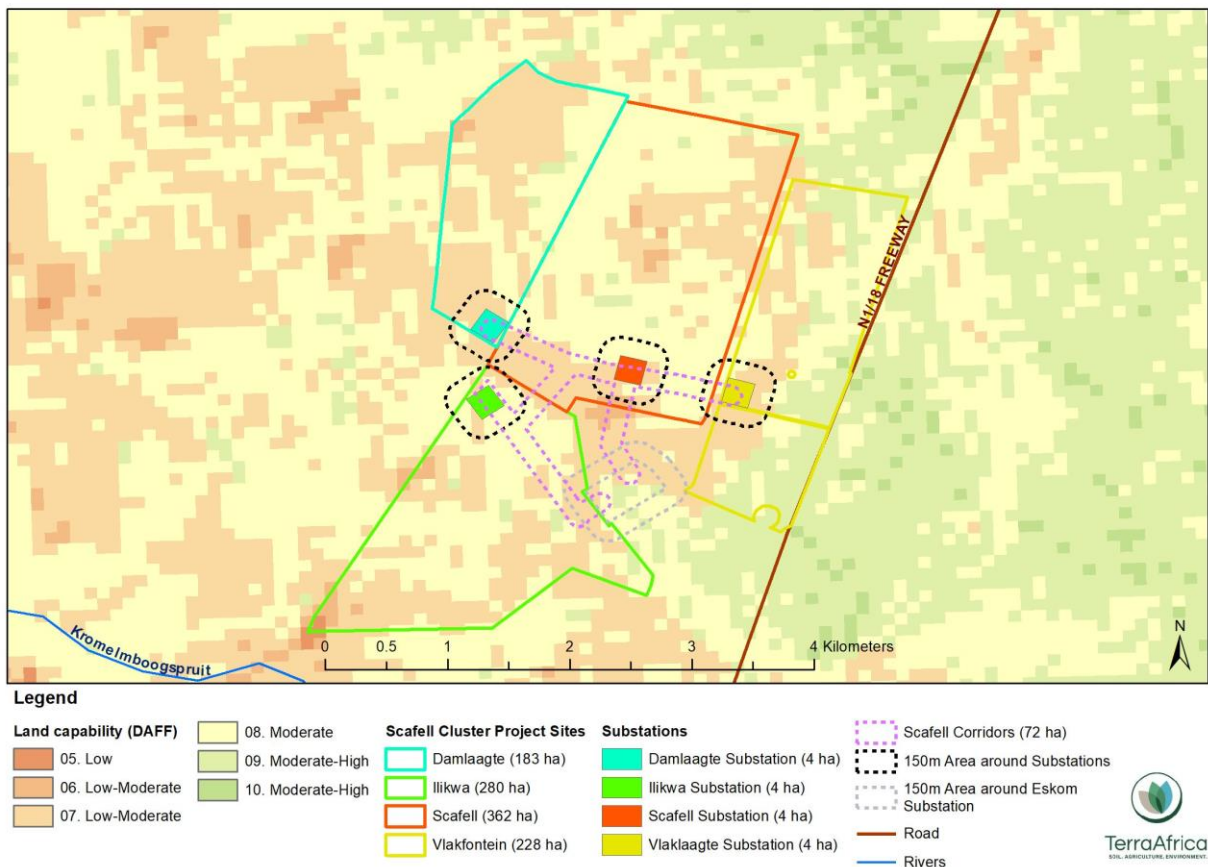 N1/18 FREEWAY
Kromelmboogspruit
0 0.5 1 2 3 4 Kilometers
N
Legend
Land capability (DAFF)
05. Low
06. Low-Moderate
07. Low-Moderate
08. Moderate
09. Moderate-High
10. Moderate-High
Scafell Cluster Project Sites
Damlaagte (183 ha)
Ilikwa (280 ha)
Scafell (362 ha)
Vlakfontein (228 ha)
Substations
Damlaagte Substation (4 ha)
Ilikwa Substation (4 ha)
Scafell Substation (4 ha)
Vlaklaagte Substation (4 ha)
Scafell Corridors (72 ha)
150m Area around Substations
150m Area around Eskom
Substation
Road
Rivers
TerraAfrica
SOIL. AGRICULTURE. ENVIRONMENT.